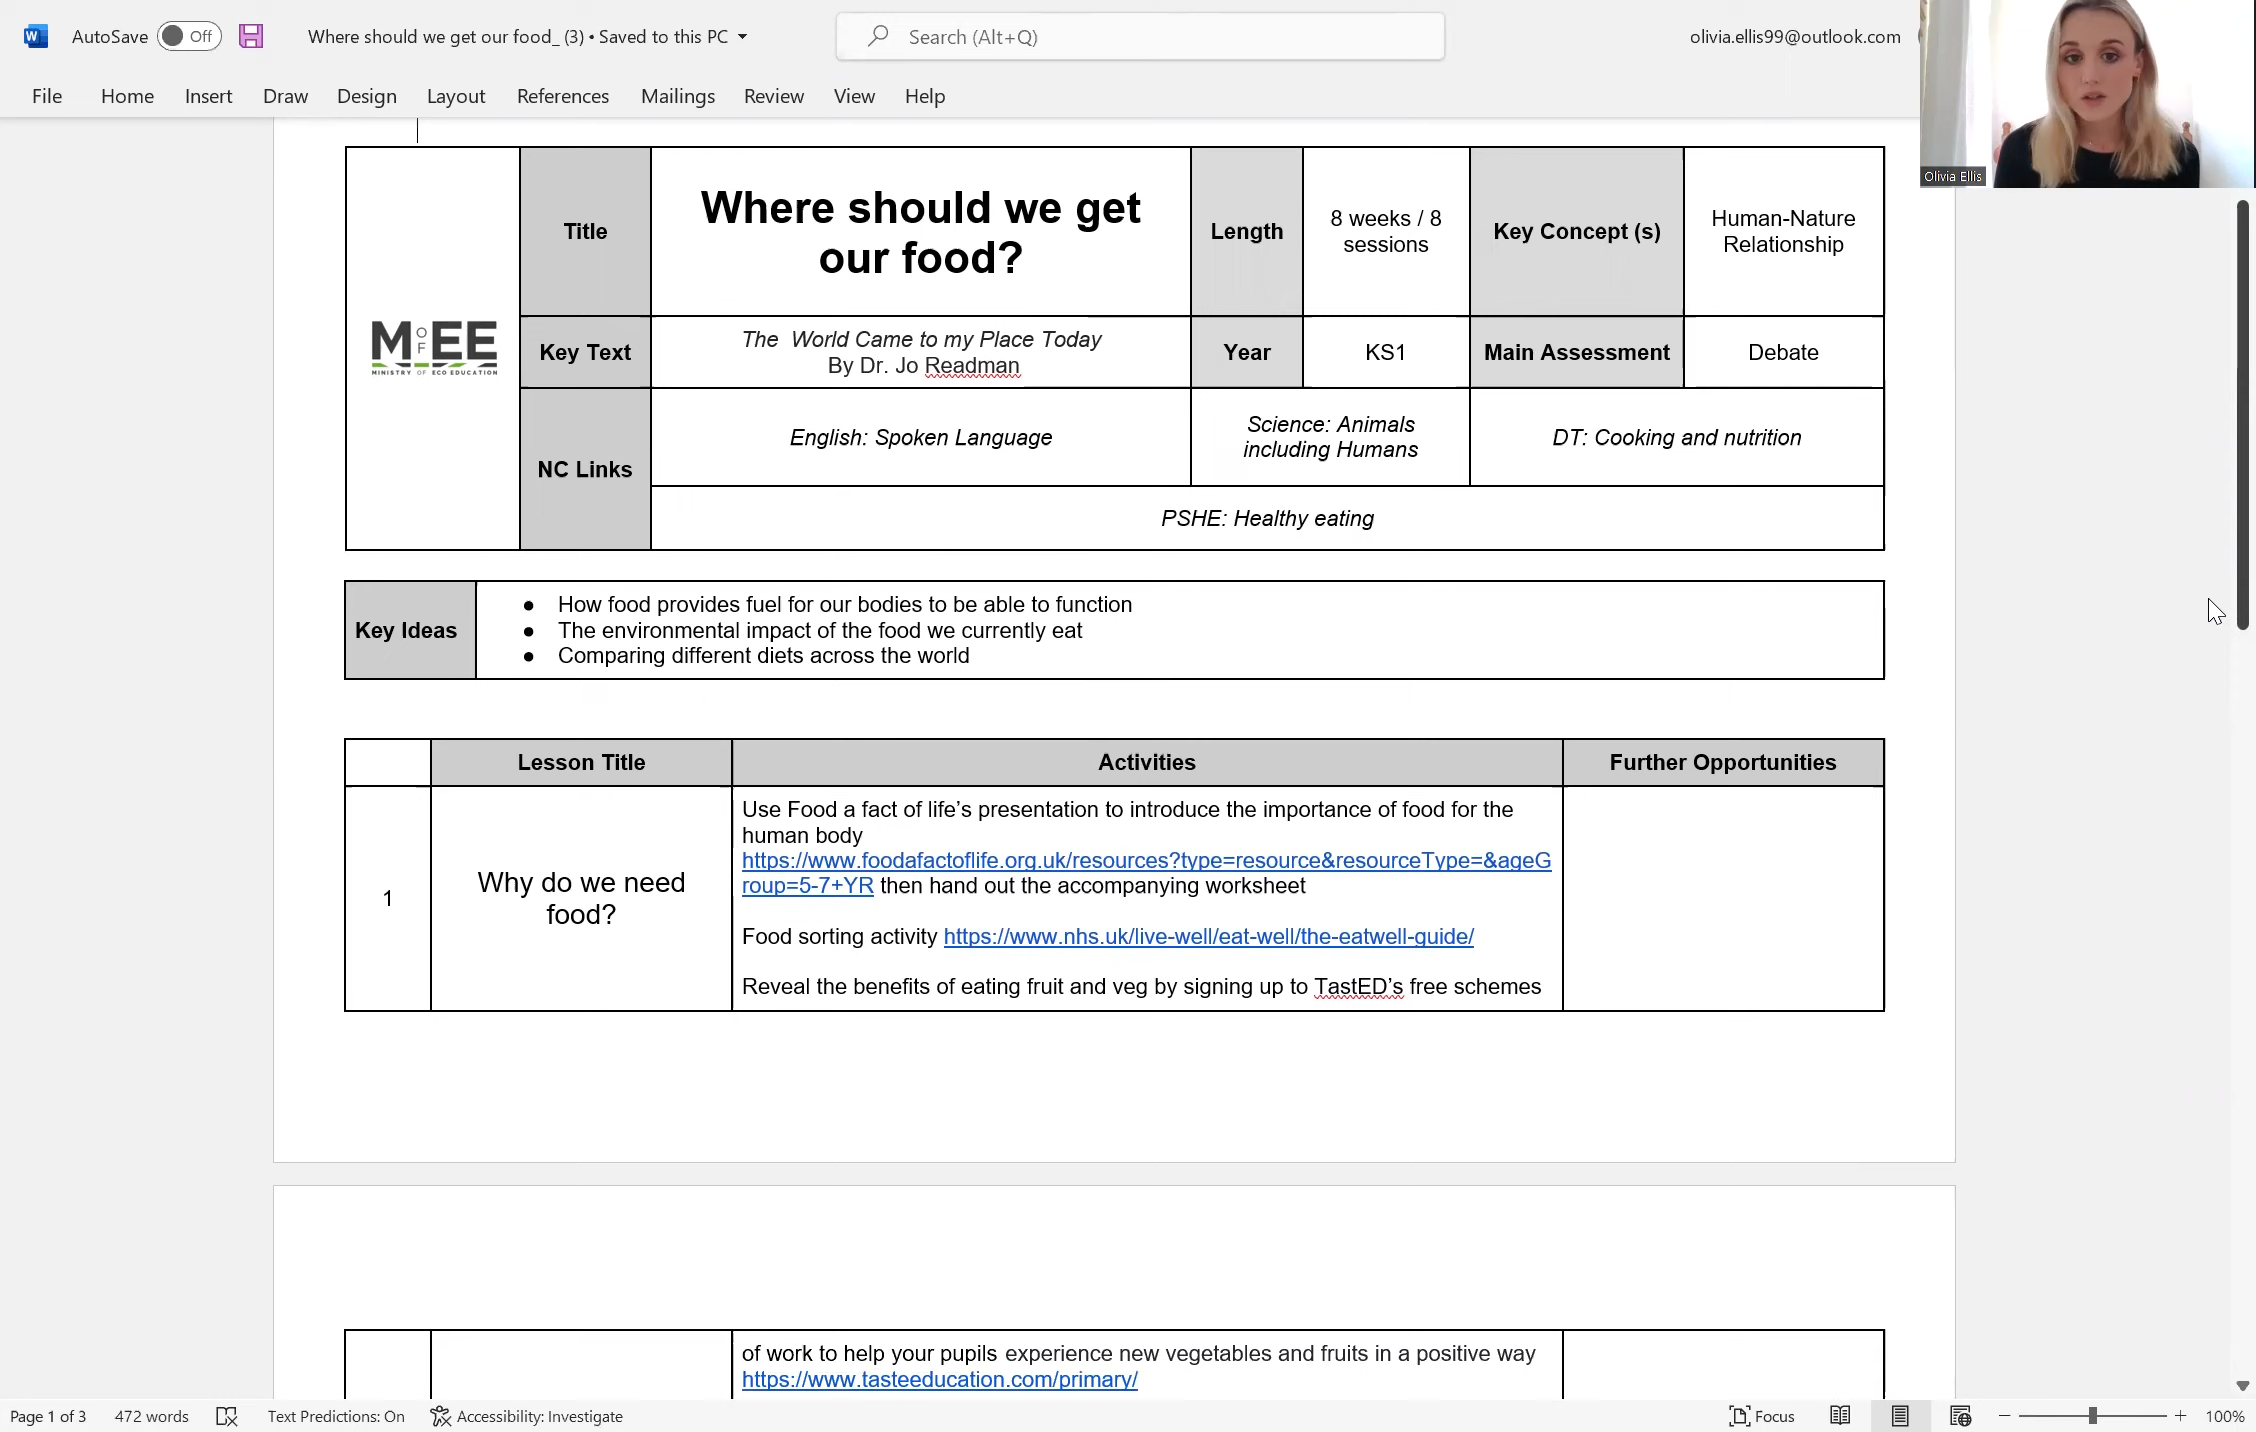 AutoSave Off Where should we get our food_ (3) • Saved to this PC Search (Alt+Q) olivia.ellis99@outlook.com
File Home Insert Draw Design Layout References Mailings Review View Help
Olivia Ellis
Title
Where should we get
our food?
Length
8 weeks / 8
sessions
Key Concept (s)
Human-Nature
Relationship
MOFEE
MINISTRY OF ECO EDUCATION
Key Text
The World Came to my Place Today
By Dr. Jo Readman
Year
KS1
Main Assessment
Debate
NC Links
English: Spoken Language
Science: Animals
including Humans
DT: Cooking and nutrition
PSHE: Healthy eating
Key Ideas
● How food provides fuel for our bodies to be able to function
● The environmental impact of the food we currently eat
● Comparing different diets across the world
Lesson Title Activities Further Opportunities
1
Why do we need
food?
Use Food a fact of life’s presentation to introduce the importance of food for the
human body
https://www.foodafactoflife.org.uk/resources?type=resource&resourceType=&ageG
roup=5-7+YR then hand out the accompanying worksheet
Food sorting activity https://www.nhs.uk/live-well/eat-well/the-eatwell-guide/
Reveal the benefits of eating fruit and veg by signing up to TastED’s free schemes
of work to help your pupils experience new vegetables and fruits in a positive way
https://www.tasteeducation.com/primary/
Page 1 of 3 472 words Text Predictions: On Accessibility: Investigate Focus 100%